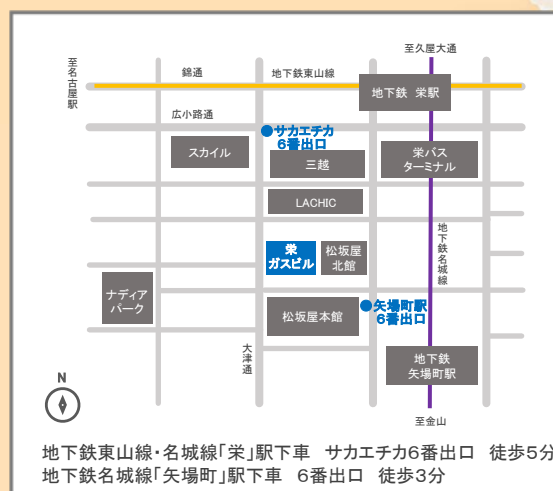 至久屋大通
至名古屋駅
錦通
地下鉄東山線
地下鉄 栄駅
広小路通
サカエチカ
6番出口
スカイル
三越
栄バス
ターミナル
LACHIC
栄
ガスビル
松坂屋
北館
地下鉄名城線
ナディア
パーク
松坂屋本館
矢場町駅
6番出口
大津通
地下鉄
矢場町駅
N
至金山
地下鉄東山線・名城線「栄」駅下車 サカエチカ6番出口 徒歩5分
地下鉄名城線「矢場町」駅下車 6番出口 徒歩3分